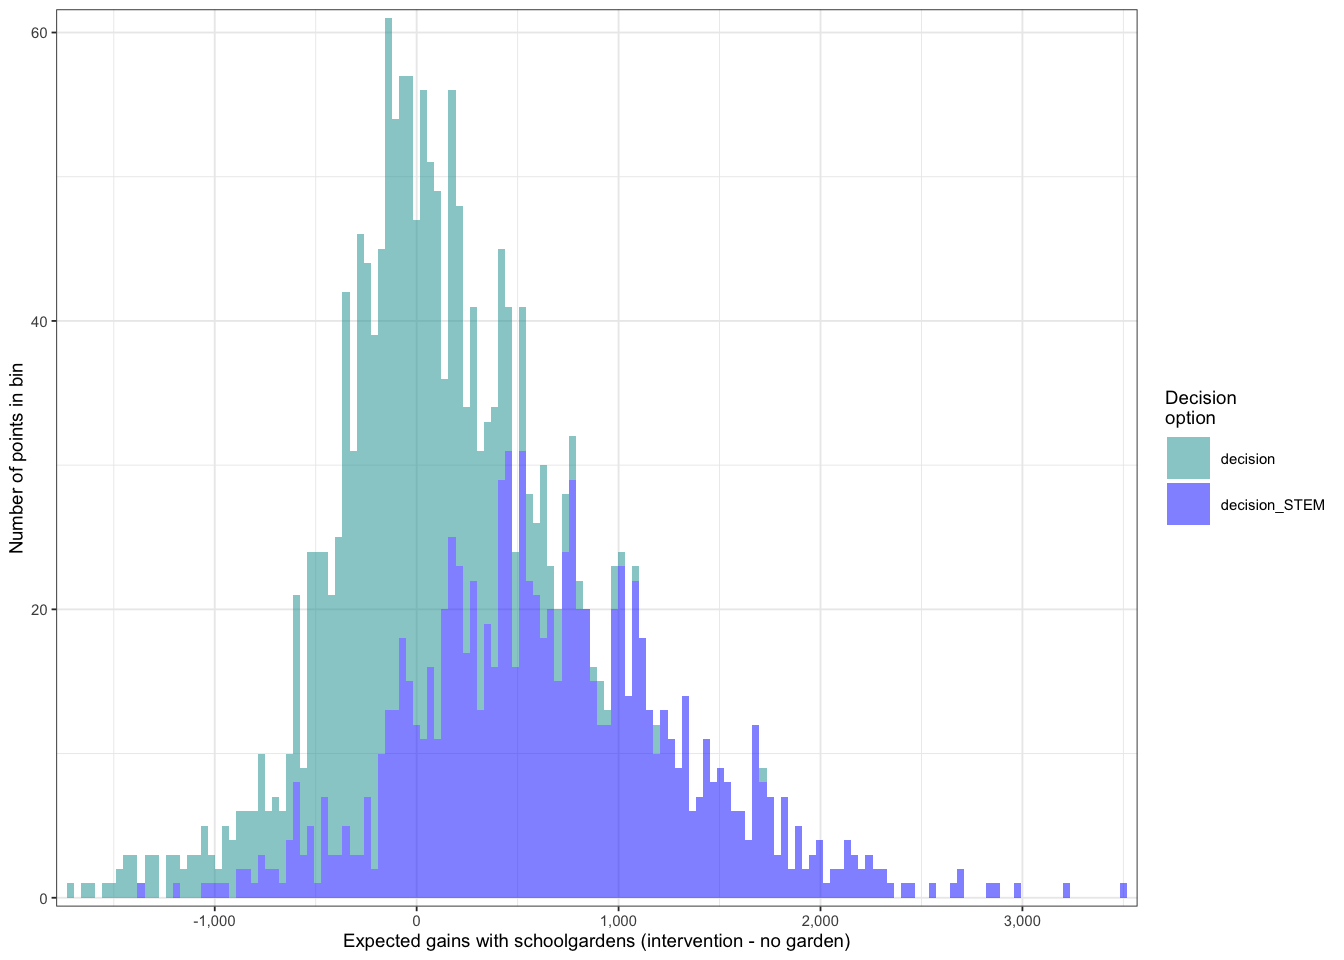 60
40
20
0
Number of points in bin
-1,000
0
1,000
2,000
3,000
Expected gains with schoolgardens (intervention - no garden)
Decision
option
decision
decision_STEM